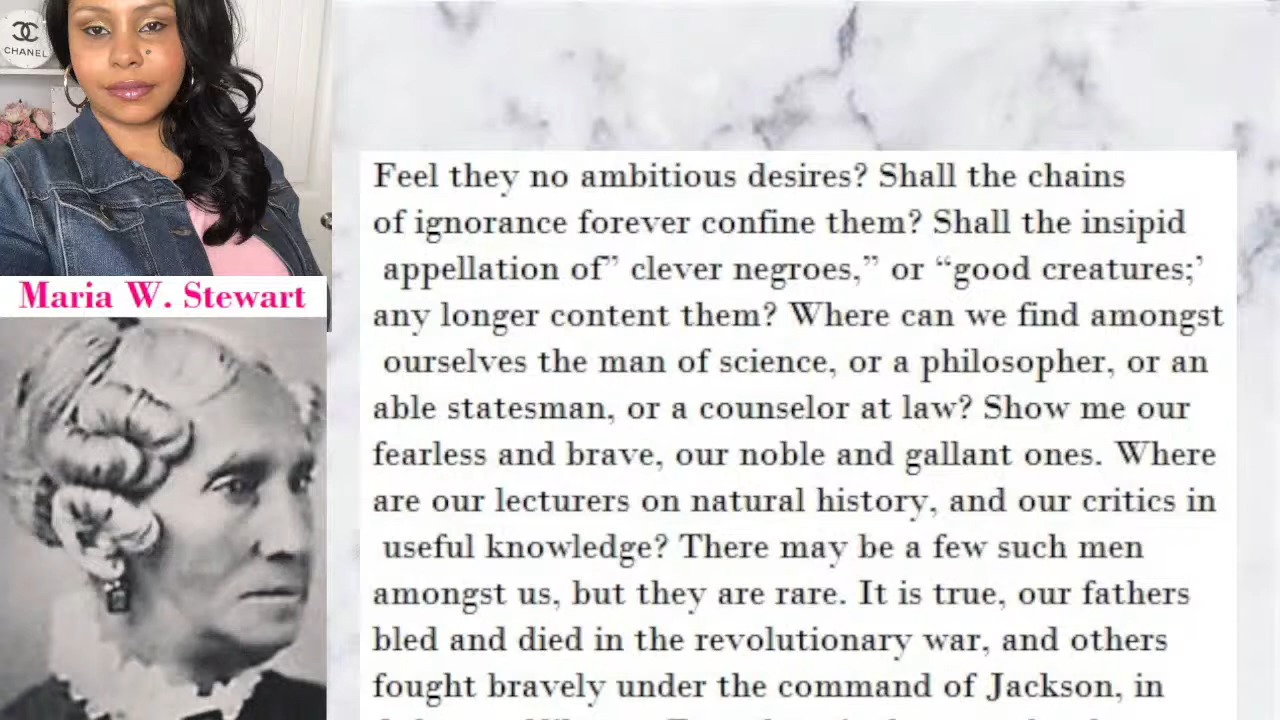 CHANEL
Maria W. Stewart
Feel they no ambitious desires? Shall the chains
of ignorance forever confine them? Shall the insipid
appellation of” clever negroes,” or “good creatures;’
any longer content them? Where can we find amongst
ourselves the man of science, or a philosopher, or an
able statesman, or a counselor at law? Show me our
fearless and brave, our noble and gallant ones. Where
are our lecturers on natural history, and our critics in
useful knowledge? There may be a few such men
amongst us, but they are rare. It is true, our fathers
bled and died in the revolutionary war, and others
fought bravely under the command of Jackson, in